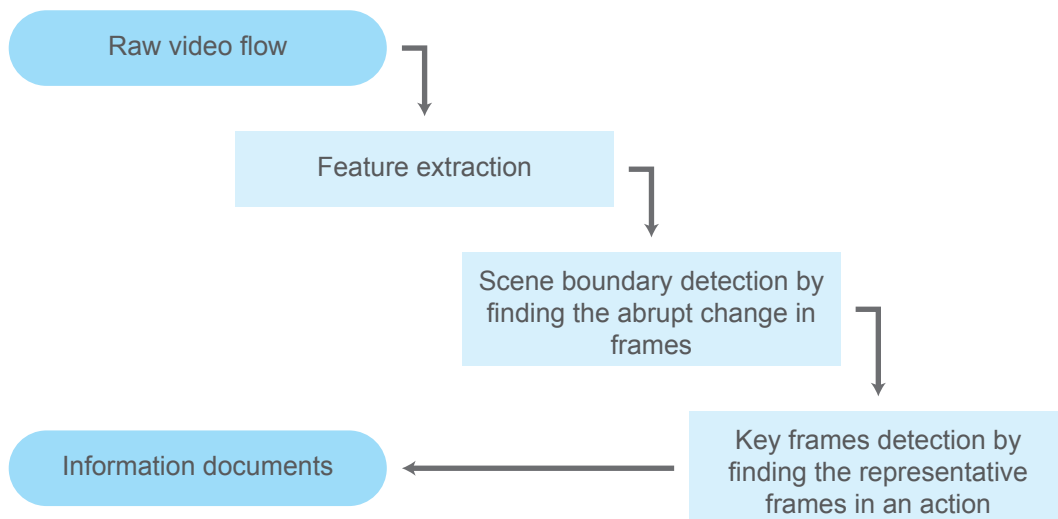 Raw video flow
Feature extraction
Scene boundary detection by
finding the abrupt change in
frames
Key frames detection by
finding the representative
frames in an action
Information documents